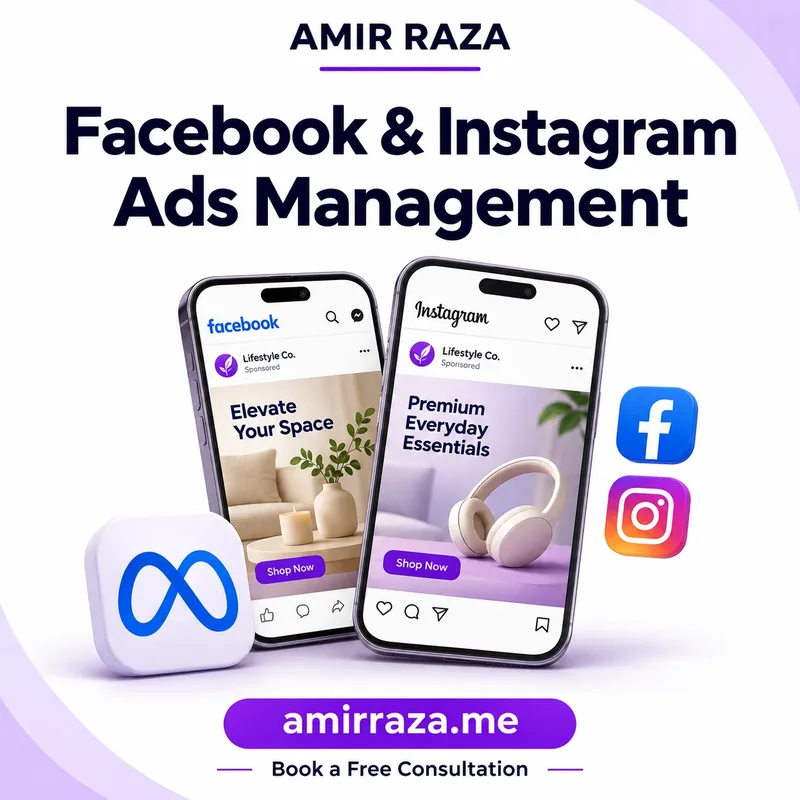 AMIR RAZA
Facebook & Instagram
Ads Management
facebook
Lifestyle Co.
Sponsored
Elevate
Your Space
Shop Now
Instagram
Lifestyle Co.
Sponsored
Premium
Everyday
Essentials
Shop Now
amirraza.me
Book a Free Consultation